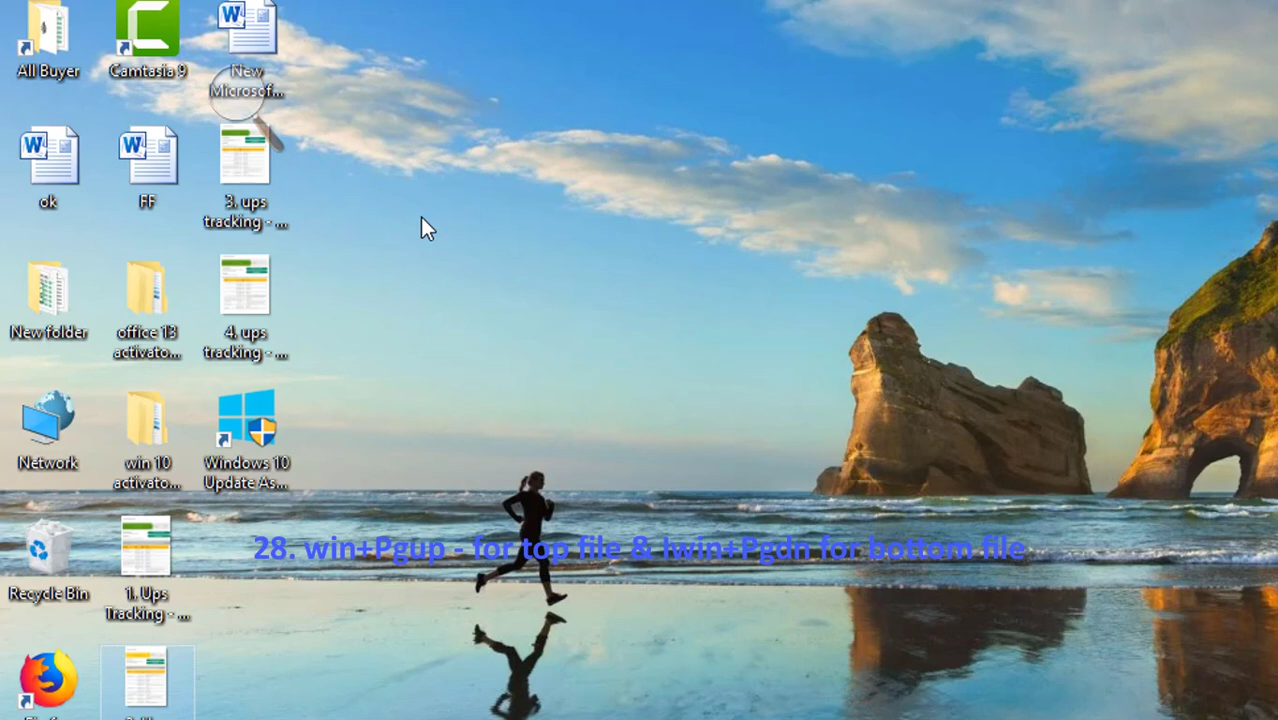 All Buyer
Camtasia 9
New
Microsof...
ok
FF
3. ups
tracking - ...
New folder
office 13
activato...
4. ups
tracking - ...
Network
win 10
activato...
Windows 10
Update As...
28. win+Pgup - for top file & lwin+Pgdn for bottom file
Recycle Bin
1. Ups
Tracking - ...